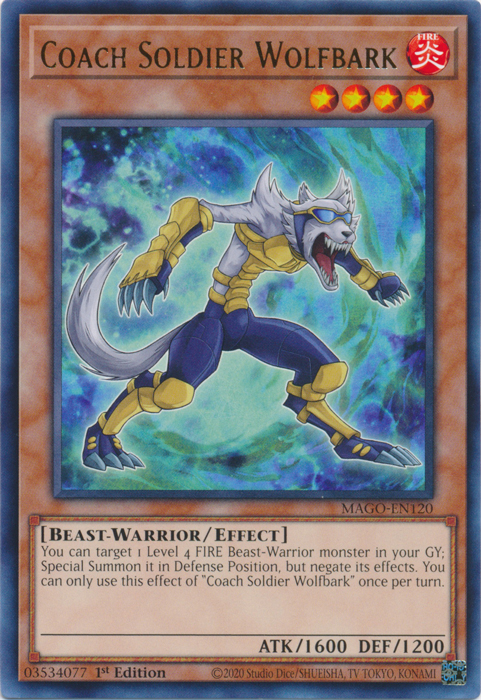 COACH SOLDIER WOLFBARK
FIRE
炎
MAGO-EN120
[BEAST-WARRIOR/EFFECT]
You can target 1 Level 4 FIRE Beast-Warrior monster in your GY;
Special Summon it in Defense Position, but negate its effects. You
can only use this effect of "Coach Soldier Wolfbark" once per turn.
ATK/1600 DEF/1200
03534077 1st Edition ©2020 Studio Dice/SHUEISHA, TV TOKYO, KONAMI